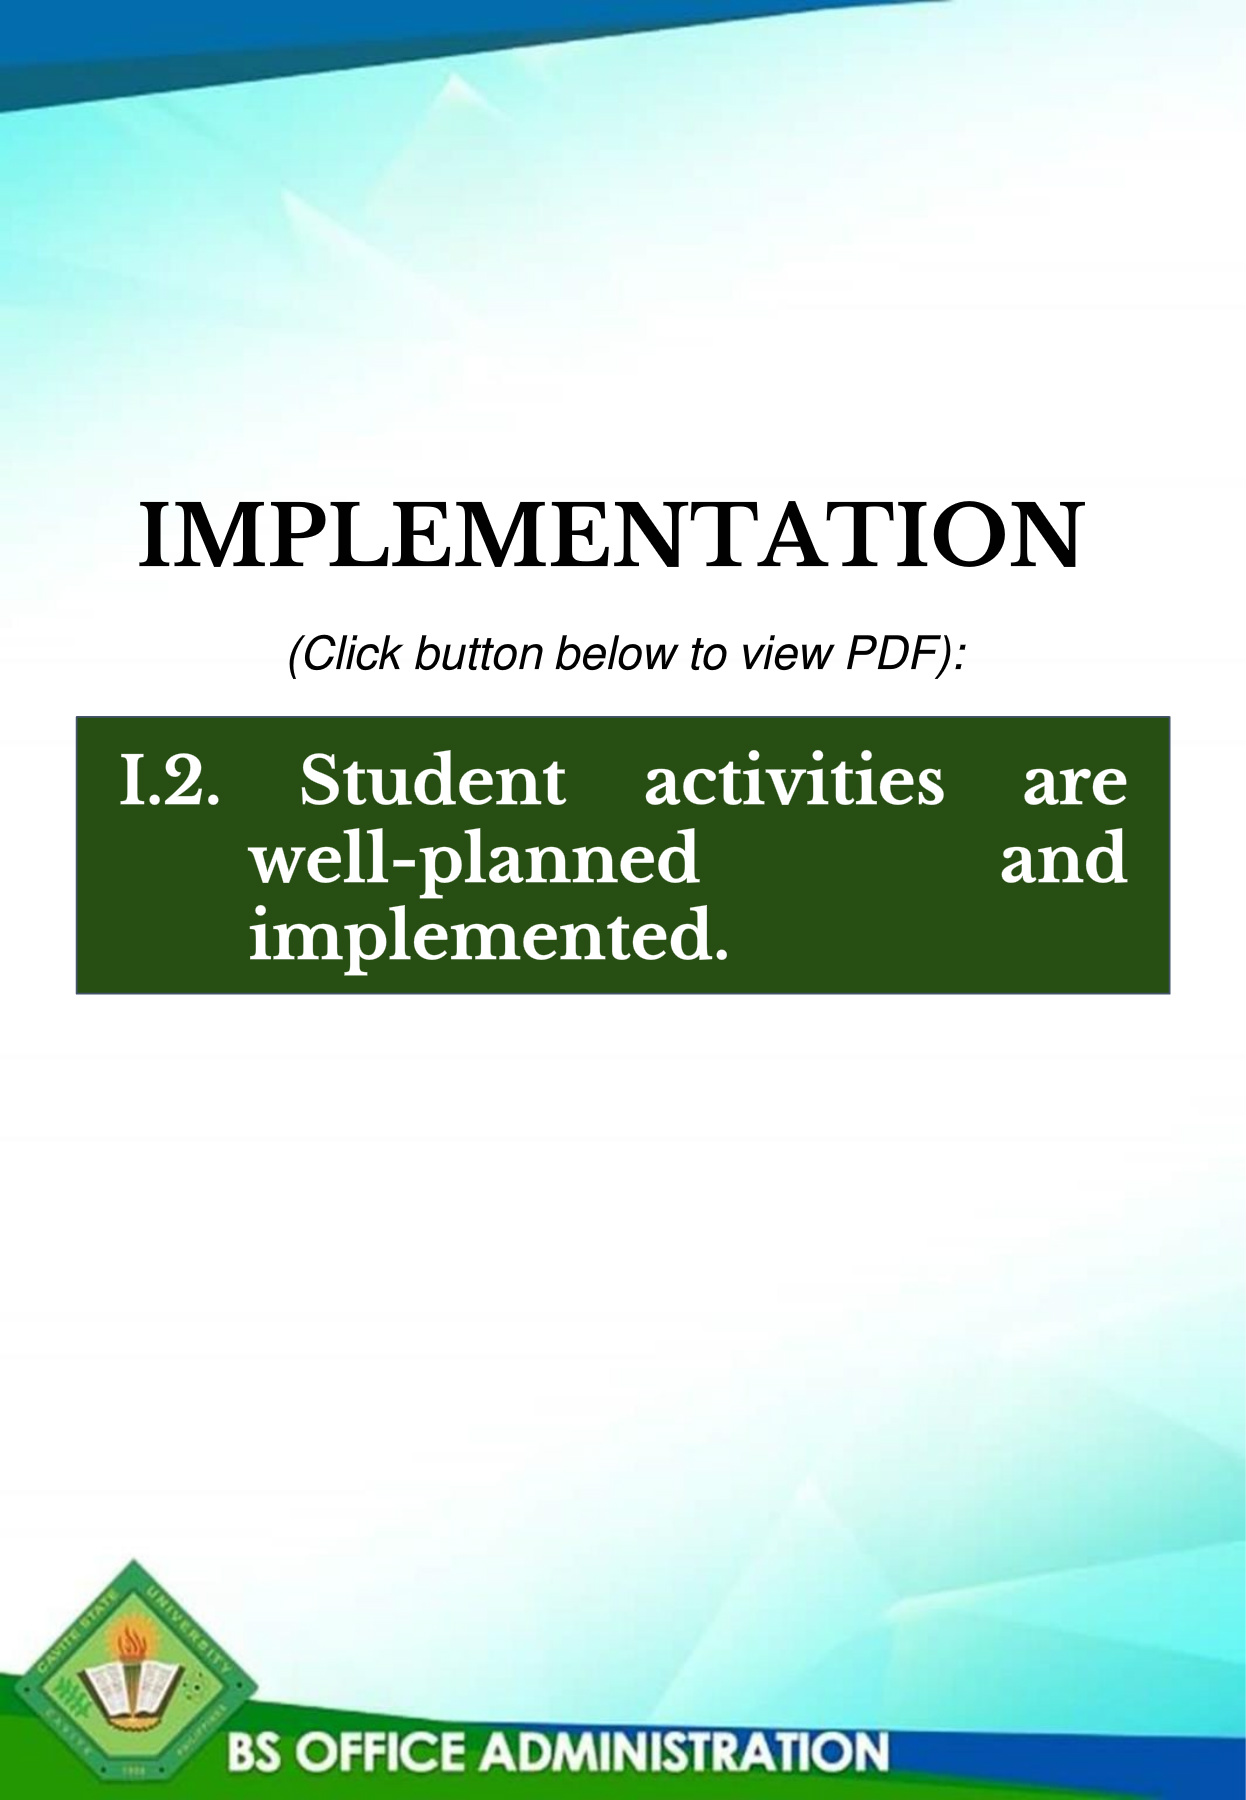 IMPLEMENTATION
(Click button below to view PDF):
I.2. Student activities are
well-planned and
implemented.
CAVITE STATE UNIVERSITY
CAVITE PHILIPPINES
1906
BS OFFICE ADMINISTRATION